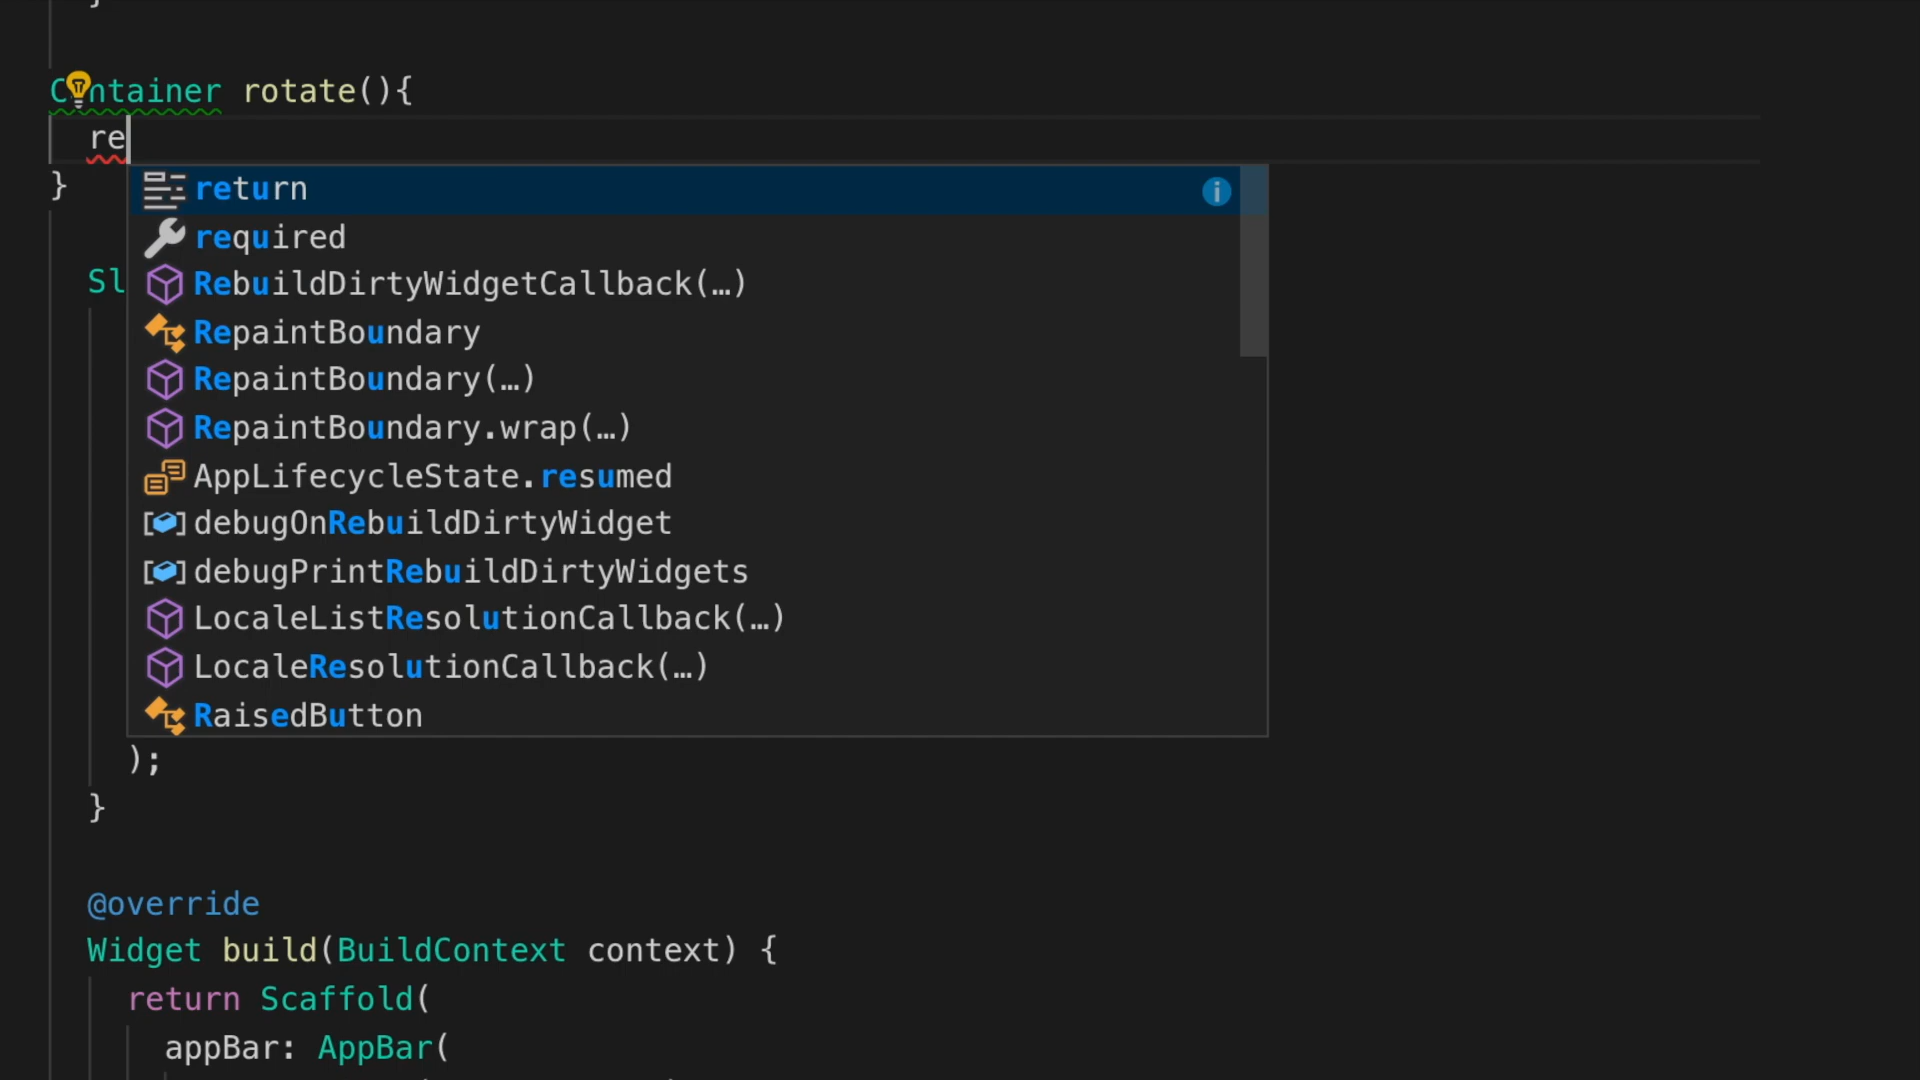 Container rotate(){
re
return
}
required
Sl
RebuildDirtyWidgetCallback(…)
RepaintBoundary
RepaintBoundary(…)
RepaintBoundary.wrap(…)
AppLifecycleState.resumed
debugOnRebuildDirtyWidget
debugPrintRebuildDirtyWidgets
LocaleListResolutionCallback(…)
LocaleResolutionCallback(…)
RaisedButton
);
}
@override
Widget build(BuildContext context) {
return Scaffold(
appBar: AppBar(